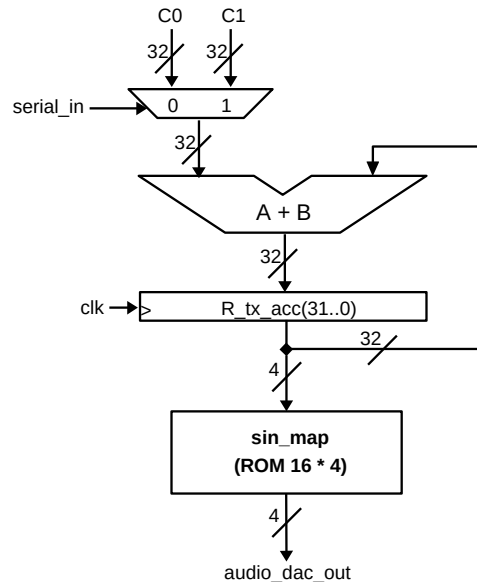 C0 C1
32 32
serial_in 0 1
32
A + B
32
clk > R_tx_acc(31..0)
32
4
sin_map
(ROM 16 * 4)
4
audio_dac_out